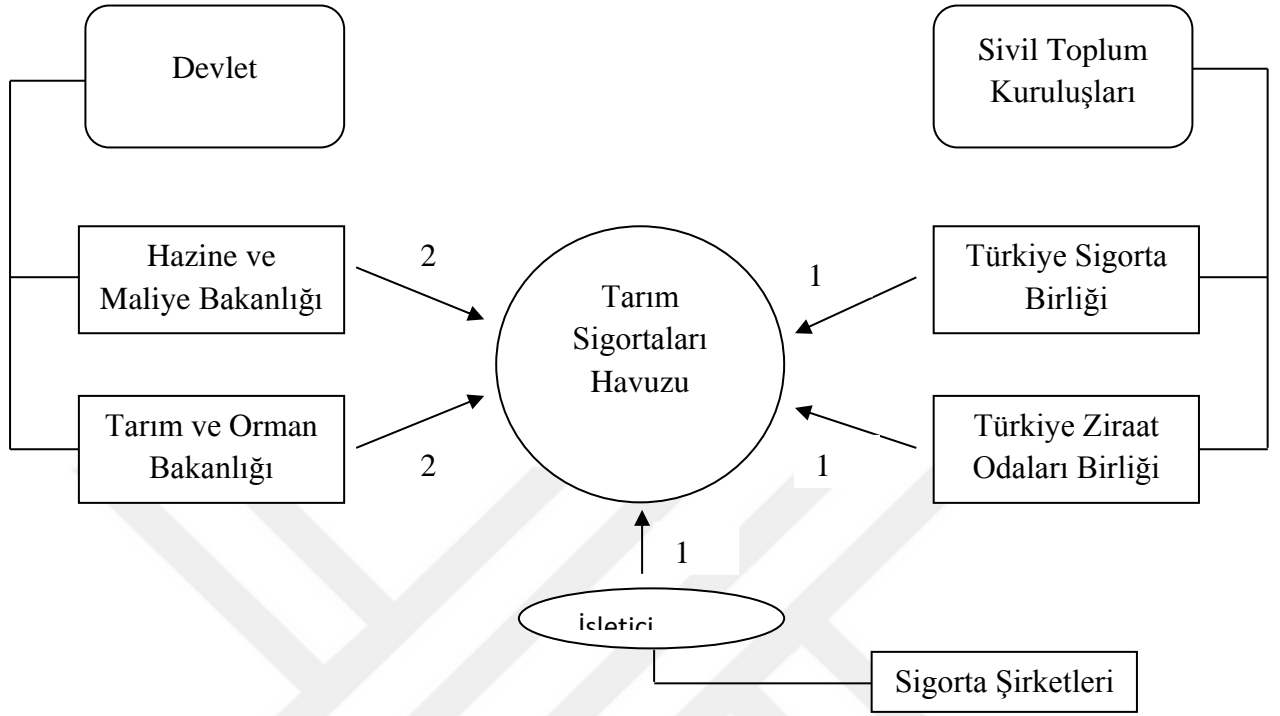 Devlet
Sivil Toplum
Kuruluşları
Hazine ve
Maliye Bakanlığı
2
Tarım
Sigortaları
Havuzu
1
Türkiye Sigorta
Birliği
Tarım ve Orman
Bakanlığı
2
1
Türkiye Ziraat
Odaları Birliği
1
İşletici
Sigorta Şirketleri